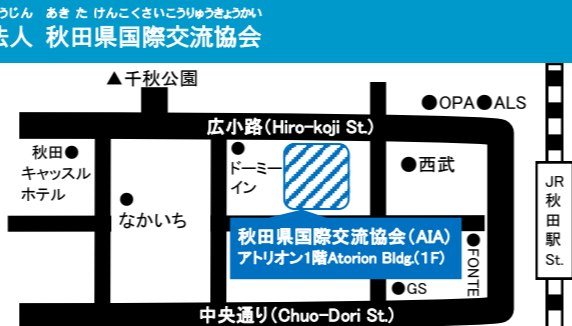 うじん あき た けんこくさいこうりゅうきょうかい
法人 秋田県国際交流協会
▲千秋公園
●OPA●ALS
広小路(Hiro-koji St.)
秋田●
キャッスル
ホテル
●
なかいち
●
ドーミー
イン
●西武
JR
秋
田
駅
St.
秋田県国際交流協会(AIA)
アトリオン1階Atorion Bldg.(1F)
●FONTE
●GS
中央通り(Chuo-Dori St.)